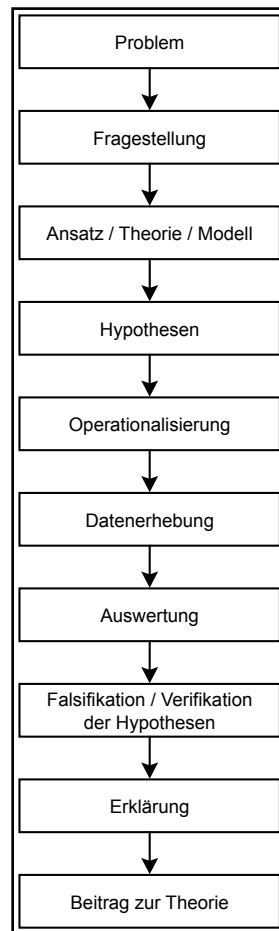 Problem
Fragestellung
Ansatz / Theorie / Modell
Hypothesen
Operationalisierung
Datenerhebung
Auswertung
Falsifikation / Verifikation
der Hypothesen
Erklärung
Beitrag zur Theorie